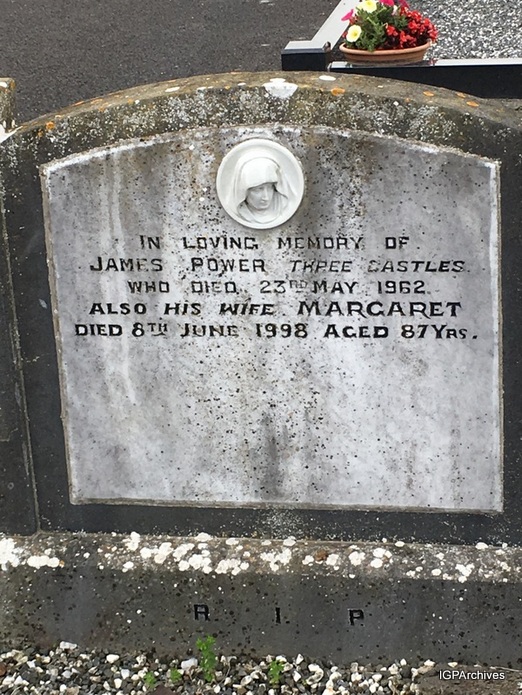 IN LOVING MEMORY OF
JAMES POWER THREE CASTLES.
WHO DIED 23RD MAY 1962.
ALSO HIS WIFE MARGARET
DIED 8TH JUNE 1998 AGED 87YRS.
R I P
IGPArchives